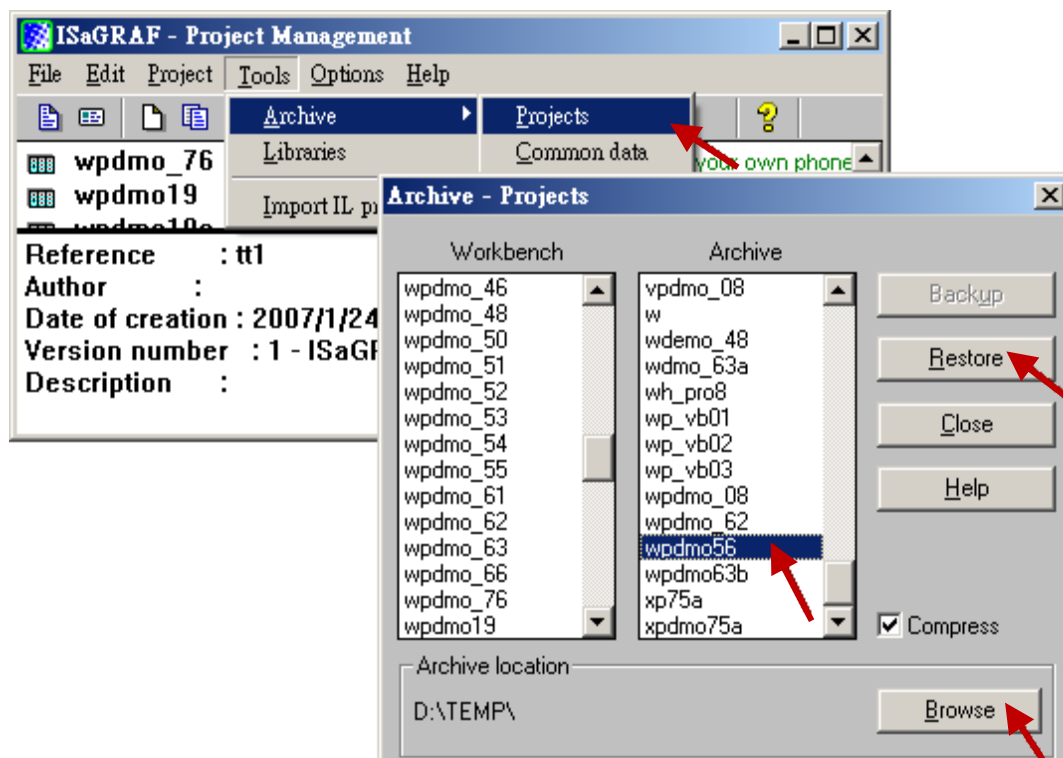 ISaGRAF - Project Management
File Edit Project Tools Options Help
Archive
Projects
Libraries
Common data
your own phone
wpdmo_76
wpdmo19
Import IL
Reference : tt1
Author :
Date of creation : 2007/1/24
Version number : 1 -
Description :
Archive - Projects
Workbench
wpdmo_46
wpdmo_48
wpdmo_50
wpdmo_51
wpdmo_52
wpdmo_53
wpdmo_54
wpdmo_55
wpdmo_61
wpdmo_62
wpdmo_63
wpdmo_66
wpdmo_76
wpdmo19
Archive
vpdmo_08
w
wdemo_48
wdmo_63a
wh_pro8
wp_vb01
wp_vb02
wp_vb03
wpdmo_08
wpdmo_62
wpdmo56
wpdmo63b
xp75a
xpdmo75a
Backup
Restore
Close
Help
Compress
Archive location
D:\TEMP\
Browse